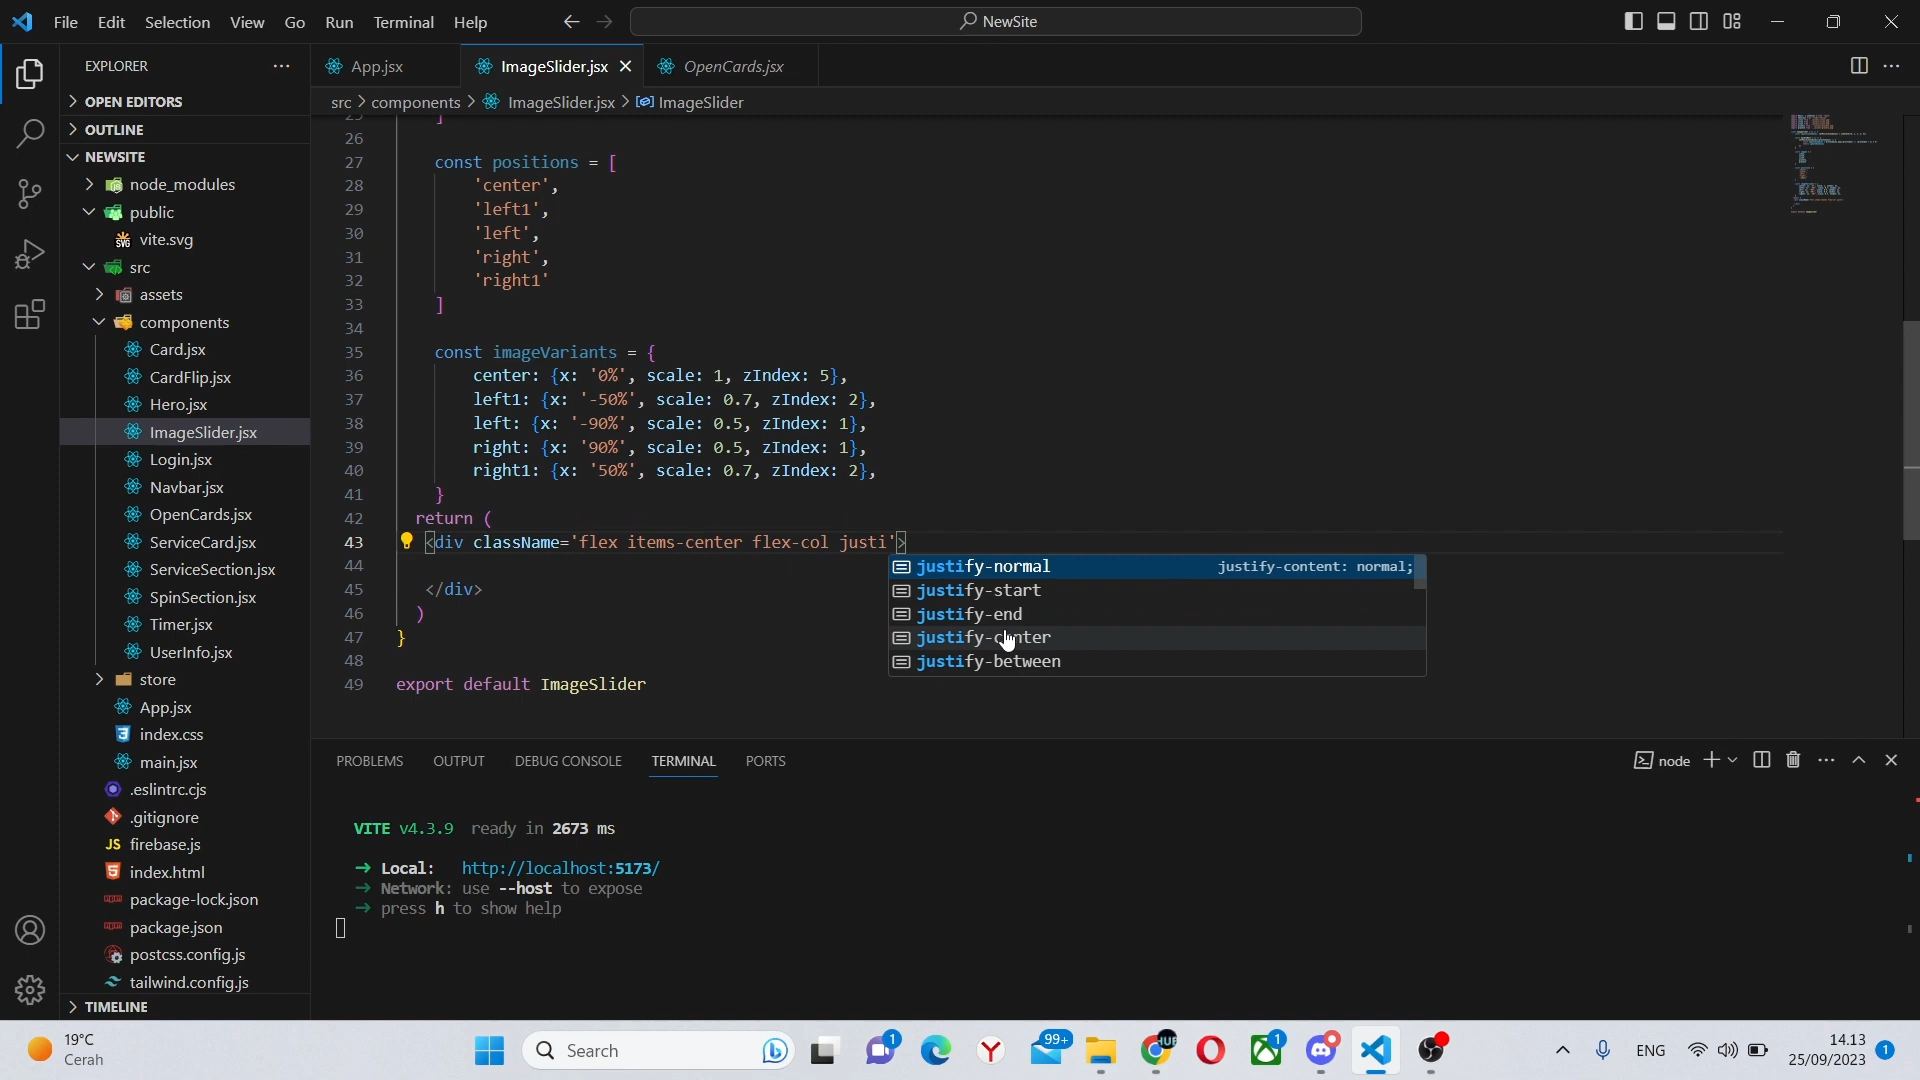 File Edit Selection View Go Run Terminal Help
NewSite
EXPLORER
OPEN EDITORS
OUTLINE
NEWSITE
node_modules
public
vite.svg
src
assets
components
Card.jsx
CardFlip.jsx
Hero.jsx
ImageSlider.jsx
Login.jsx
Navbar.jsx
OpenCards.jsx
ServiceCard.jsx
ServiceSection.jsx
SpinSection.jsx
Timer.jsx
UserInfo.jsx
store
App.jsx
index.css
main.jsx
.eslintrc.cjs
.gitignore
firebase.js
index.html
package-lock.json
package.json
postcss.config.js
tailwind.config.js
TIMELINE
App.jsx ImageSlider.jsx OpenCards.jsx
src > components > ImageSlider.jsx > ImageSlider
25 ]
26
27 const positions = [
28 'center',
29 'left1',
30 'left',
31 'right',
32 'right1'
33 ]
34
35 const imageVariants = {
36 center: {x: '0%', scale: 1, zIndex: 5},
37 left1: {x: '-50%', scale: 0.7, zIndex: 2},
38 left: {x: '-90%', scale: 0.5, zIndex: 1},
39 right: {x: '90%', scale: 0.5, zIndex: 1},
40 right1: {x: '50%', scale: 0.7, zIndex: 2},
41 }
42 return (
43 <div className='flex items-center flex-col justi'>
44
45 </div>
46 )
47 }
48
49 export default ImageSlider
justify-normal justify-content: normal;
justify-start
justify-end
justify-center
justify-between
PROBLEMS OUTPUT DEBUG CONSOLE TERMINAL PORTS
node
VITE v4.3.9 ready in 2673 ms
→ Local: http://localhost:5173/
→ Network: use --host to expose
→ press h to show help
19°C
Cerah
Search
1
99+
HUB
1
ENG
14.13
25/09/2023
1